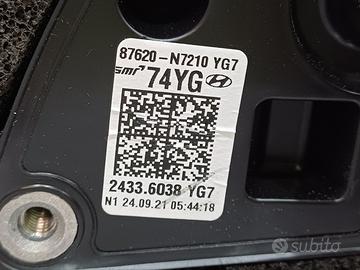 87620-N7210 YG7
smr 74YG
2433.6038 YG7
N1 24.09.21 05:44:18
subito